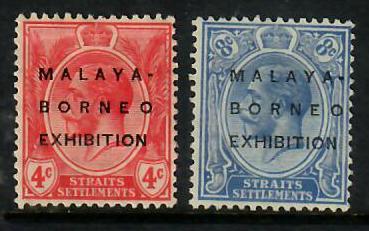 MALAYA-
BORNEO
EXHIBITION
4c 4c
STRAITS
SETTLEMENTS
8c 8c
MALAYA-
BORNEO
EXHIBITION
STRAITS
SETTLEMENTS